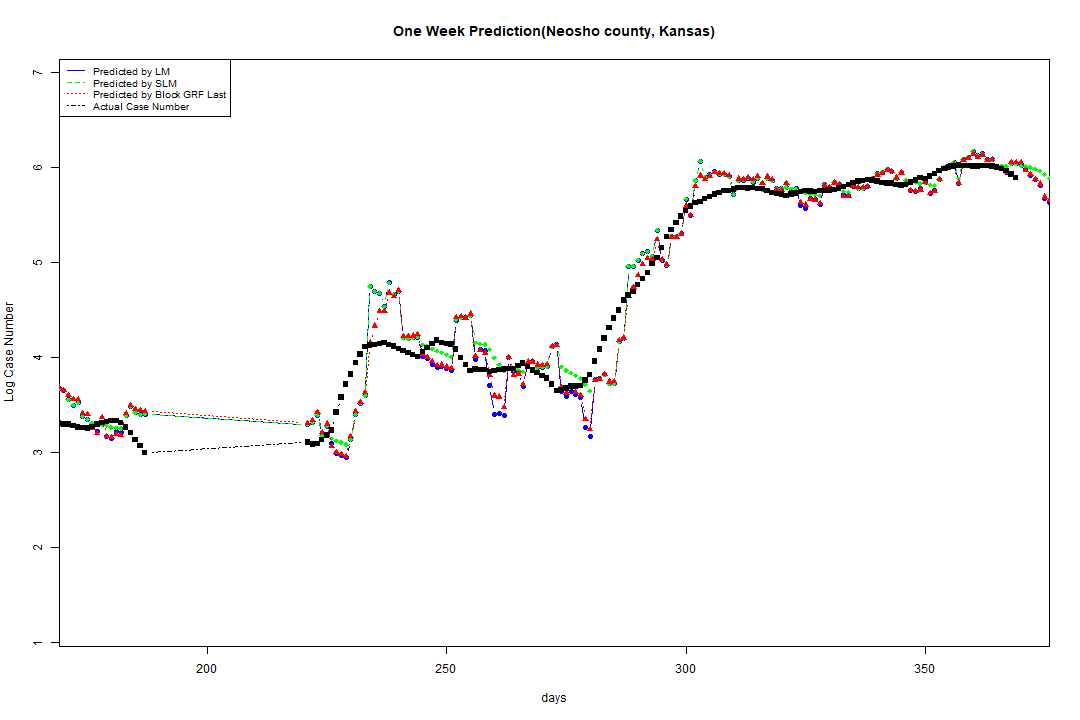 One Week Prediction(Neosho county, Kansas)
Predicted by LM
Predicted by SLM
Predicted by Block GRF Last
Actual Case Number
7
6
5
4
3
2
1
Log Case Number
200 250 300 350
days